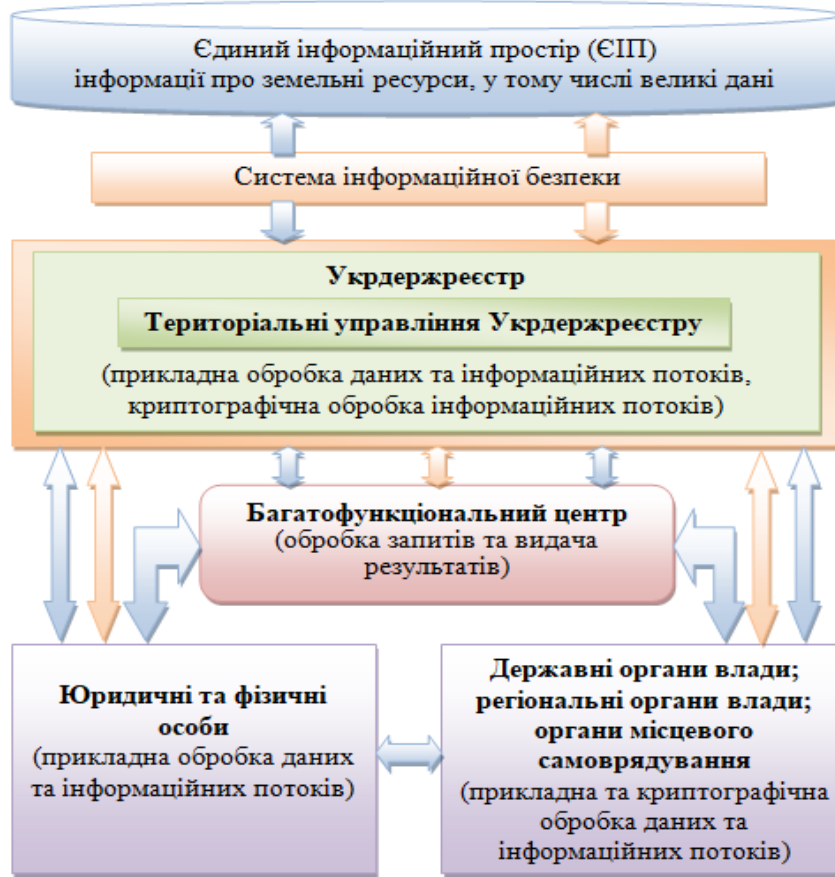 Єдиний інформаційний простір (ЄІП)
інформації про земельні ресурси, у тому числі великі дані
Система інформаційної безпеки
Укрдержреєстр
Територіальні управління Укрдержреєстру
(прикладна обробка даних та інформаційних потоків,
криптографічна обробка інформаційних потоків)
Багатофункціональний центр
(обробка запитів та видача
результатів)
Юридичні та фізичні
особи
(прикладна обробка даних
та інформаційних потоків)
Державні органи влади;
регіональні органи влади;
органи місцевого
самоврядування
(прикладна та криптографічна
обробка даних та
інформаційних потоків)